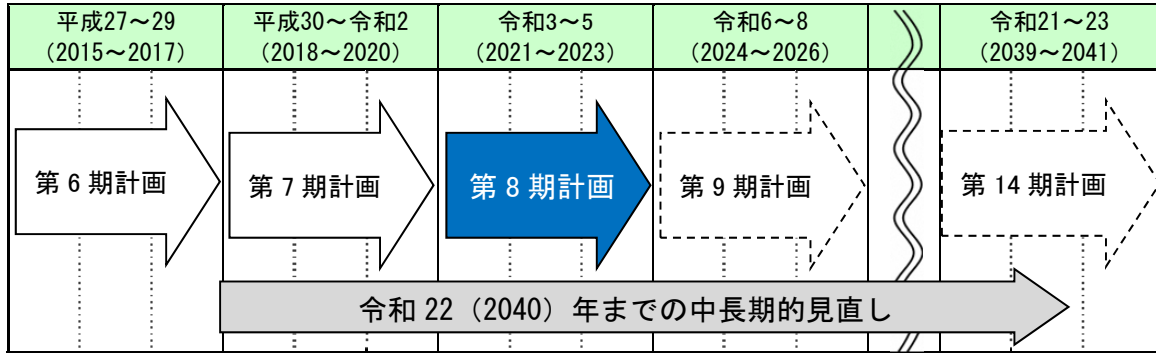 平成27～29
（2015～2017）
平成30～令和2
（2018～2020）
令和3～5
（2021～2023）
令和6～8
（2024～2026）
令和21～23
（2039～2041）
第６期計画
第７期計画
第８期計画
第９期計画
第 14 期計画
令和 22（2040）年までの中長期的見直し